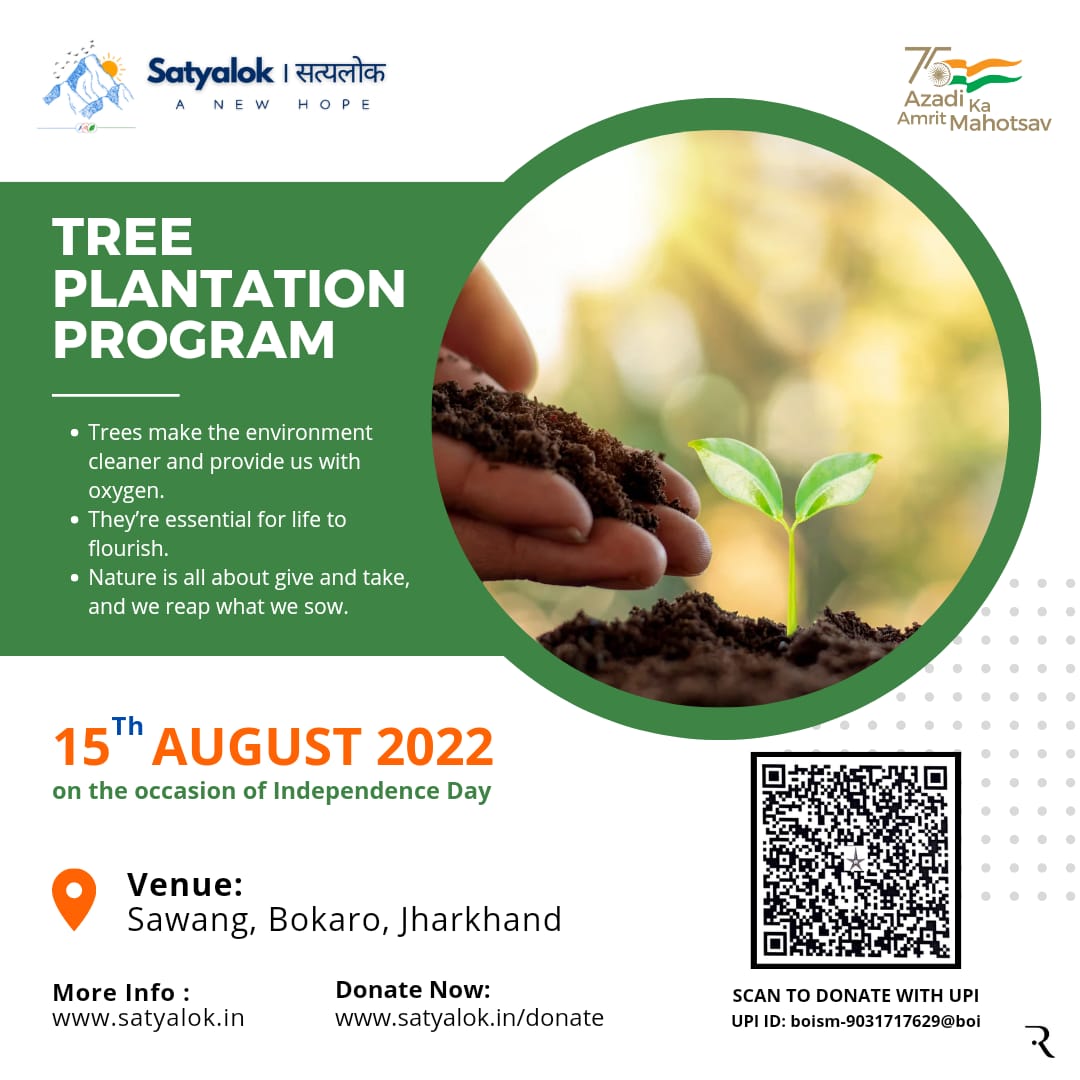 Satyalok | सत्यलोक
A NEW HOPE
75
Azadi Ka
Amrit Mahotsav
TREE
PLANTATION
PROGRAM
• Trees make the environment
cleaner and provide us with
oxygen.
• They’re essential for life to
flourish.
• Nature is all about give and take,
and we reap what we sow.
15Th AUGUST 2022
on the occasion of Independence Day
Venue:
Sawang, Bokaro, Jharkhand
More Info :
www.satyalok.in
Donate Now:
www.satyalok.in/donate
SCAN TO DONATE WITH UPI
UPI ID: boism-9031717629@boi
R